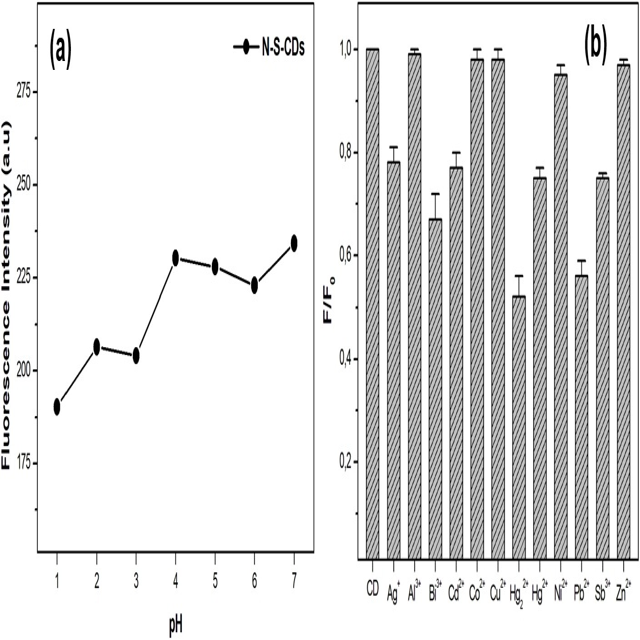 (a)
N-S-CDs
275
250
225
200
175
Fluorescence Intensity (a.u)
1 2 3 4 5 6 7
pH
(b)
1,0
0,8
0,6
0,4
0,2
F/F₀
CD Ag⁺ Al³⁺ Bi³⁺ Cd²⁺ Co²⁺ Cu²⁺ Hg₂²⁺ Hg²⁺ Ni²⁺ Pb²⁺ Sb³⁺ Zn²⁺